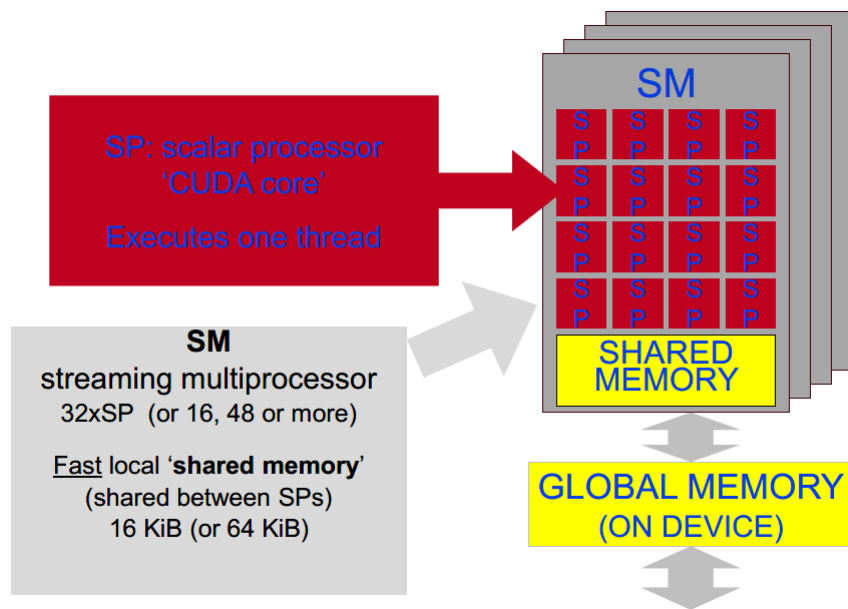 SP: scalar processor
‘CUDA core’
Executes one thread
SM
streaming multiprocessor
32xSP (or 16, 48 or more)
Fast local ‘shared memory’
(shared between SPs)
16 KiB (or 64 KiB)
SM
S S S S
P P P P
S S S S
P P P P
S S S S
P P P P
S S S S
P P P P
SHARED
MEMORY
GLOBAL MEMORY
(ON DEVICE)